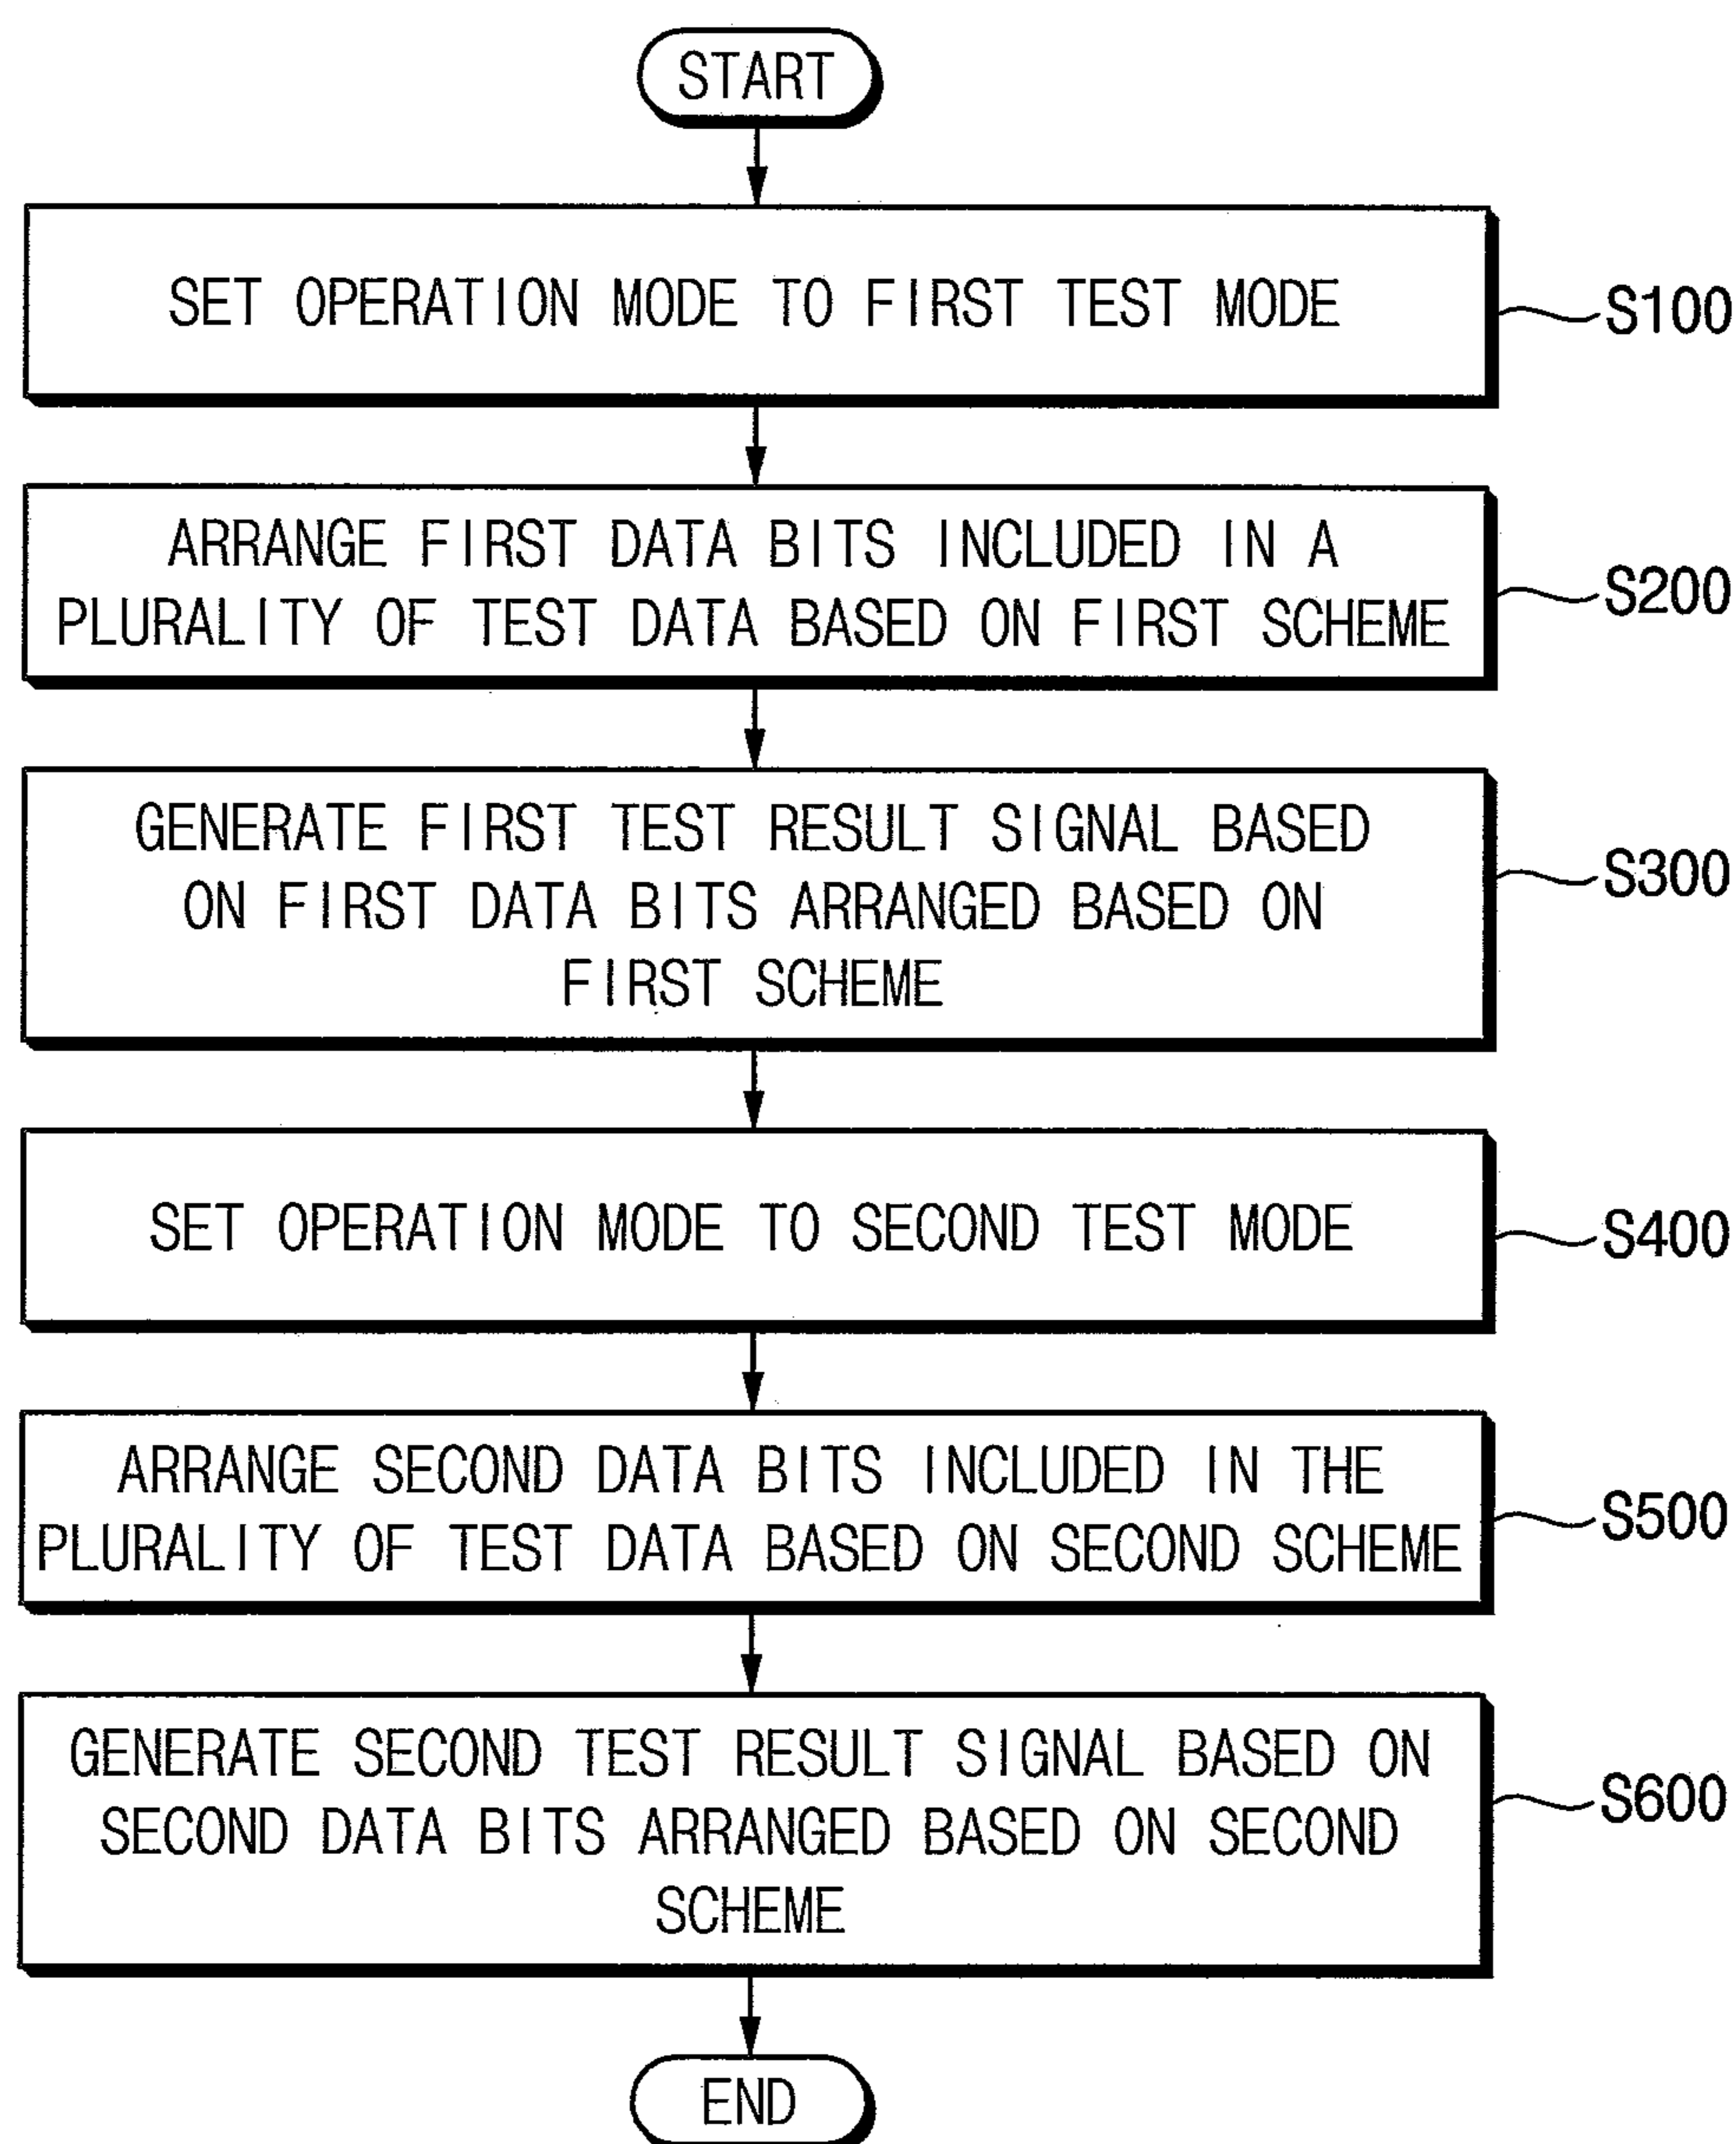 START
SET OPERATION MODE TO FIRST TEST MODE
S100
ARRANGE FIRST DATA BITS INCLUDED IN A
PLURALITY OF TEST DATA BASED ON FIRST SCHEME
S200
GENERATE FIRST TEST RESULT SIGNAL BASED
ON FIRST DATA BITS ARRANGED BASED ON
FIRST SCHEME
S300
SET OPERATION MODE TO SECOND TEST MODE
S400
ARRANGE SECOND DATA BITS INCLUDED IN THE
PLURALITY OF TEST DATA BASED ON SECOND SCHEME
S500
GENERATE SECOND TEST RESULT SIGNAL BASED ON
SECOND DATA BITS ARRANGED BASED ON SECOND
SCHEME
S600
END